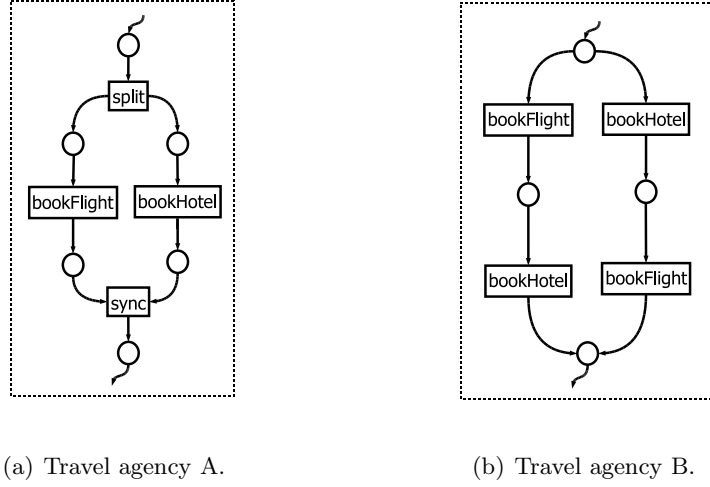 split
bookFlight bookHotel
sync
bookFlight bookHotel
bookHotel bookFlight
(a) Travel agency A.
(b) Travel agency B.